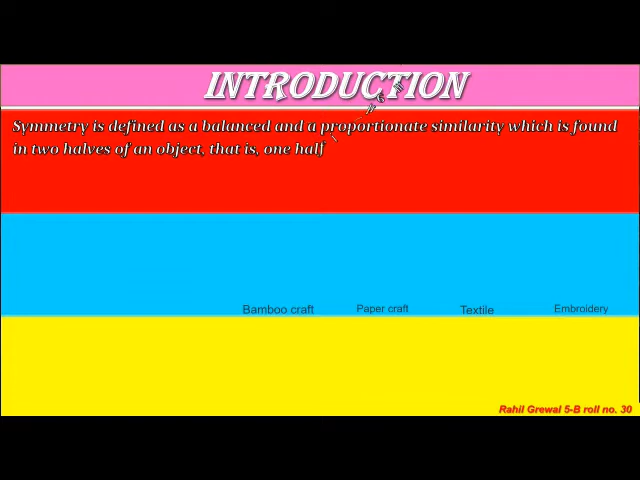 INTRODUCTION
Symmetry is defined as a balanced and a proportionate similarity which is found
in two halves of an object, that is, one half
Bamboo craft Paper craft Textile Embroidery
Rahil Grewal 5-B roll no. 30